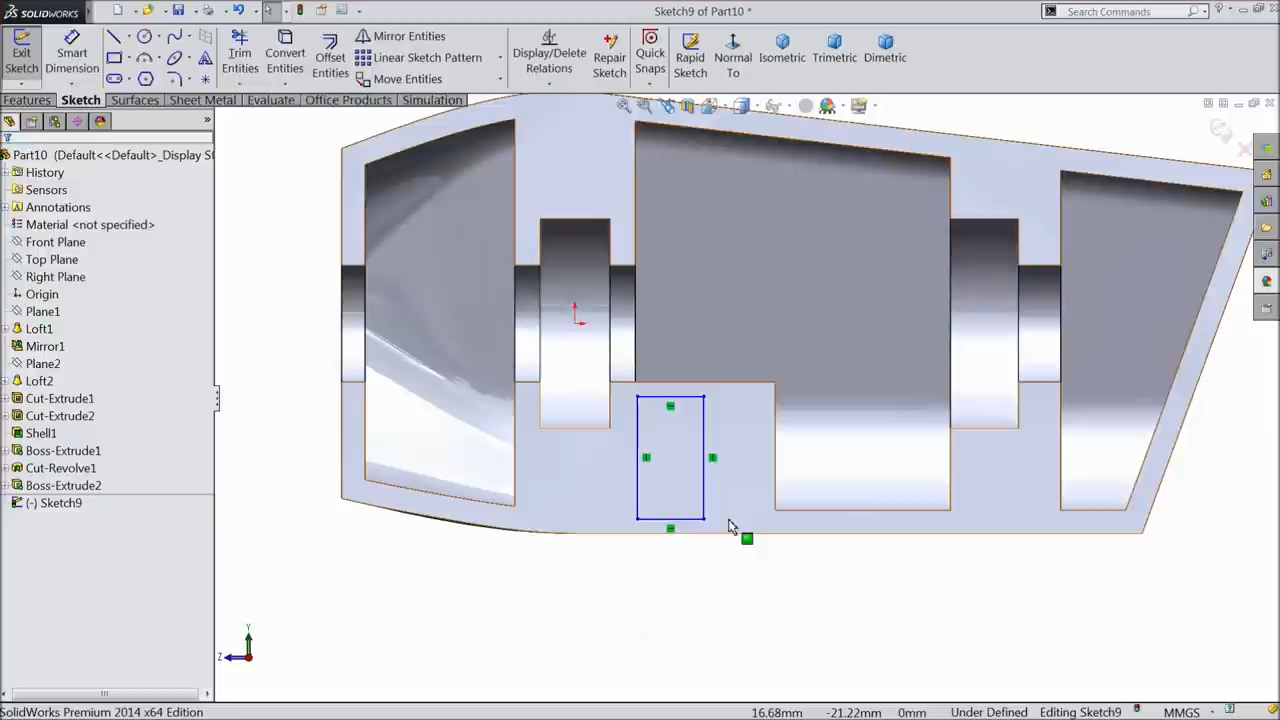 SOLIDWORKS
Sketch9 of Part10 *
Search Commands
Exit Sketch
Smart Dimension
Trim Entities
Convert Entities
Offset Entities
Mirror Entities
Linear Sketch Pattern
Move Entities
Display/Delete Relations
Repair Sketch
Quick Snaps
Rapid Sketch
Normal To
Isometric
Trimetric
Dimetric
Features
Sketch
Surfaces
Sheet Metal
Evaluate
Office Products
Simulation
Part10 (Default<<Default>_Display St
History
Sensors
Annotations
Material <not specified>
Front Plane
Top Plane
Right Plane
Origin
Plane1
Loft1
Mirror1
Plane2
Loft2
Cut-Extrude1
Cut-Extrude2
Shell1
Boss-Extrude1
Cut-Revolve1
Boss-Extrude2
(-) Sketch9
Y
Z
SolidWorks Premium 2014 x64 Edition
16.68mm
-21.22mm
0mm
Under Defined
Editing Sketch9
MMGS